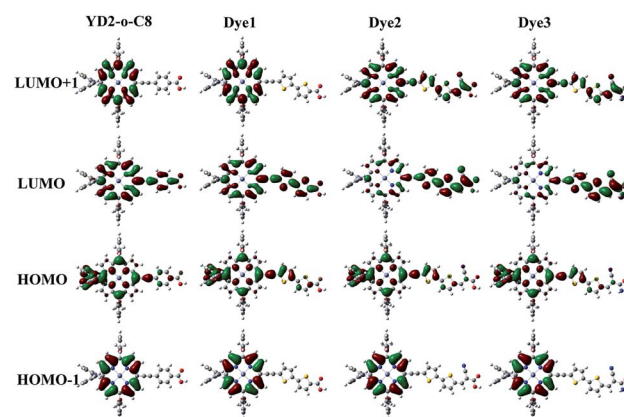 YD2-o-C8 Dye1 Dye2 Dye3
LUMO+1
LUMO
HOMO
HOMO-1